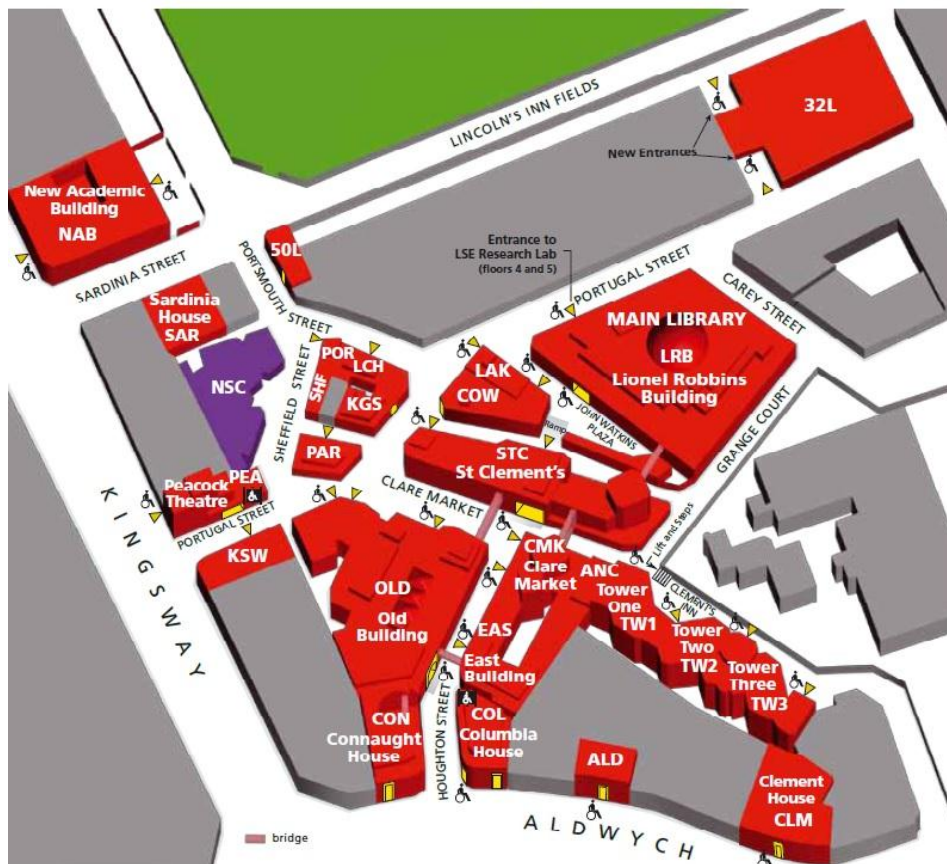 LINCOLN'S INN FIELDS
32L
New Entrances
New Academic
Building
NAB
SARDINIA STREET
50L
PORTSMOUTH STREET
Entrance to
LSE Research Lab
(floors 4 and 5)
PORTUGAL STREET
CAREY STREET
Sardinia
House
SAR
NSC
SHEFFIELD STREET
POR
LCH
SHF
KGS
PAR
LAK
COW
MAIN LIBRARY
LRB
Lionel Robbins
Building
JOHN WATKINS
PLAZA
Ramp
GRANGE COURT
STC
St Clement's
CLARE MARKET
PEA
Peacock
Theatre
PORTUGAL STREET
KINGSWAY
KSW
OLD
Old
Building
CMK
Clare
Market
ANC
Tower
One
TW1
Lift and Steps
CLEMENT'S
INN
Tower
Two
TW2
Tower
Three
TW3
EAS
East
Building
CON
Connaught
House
HOUGHTON STREET
COL
Columbia
House
ALD
Clement
House
CLM
ALDWYCH
bridge